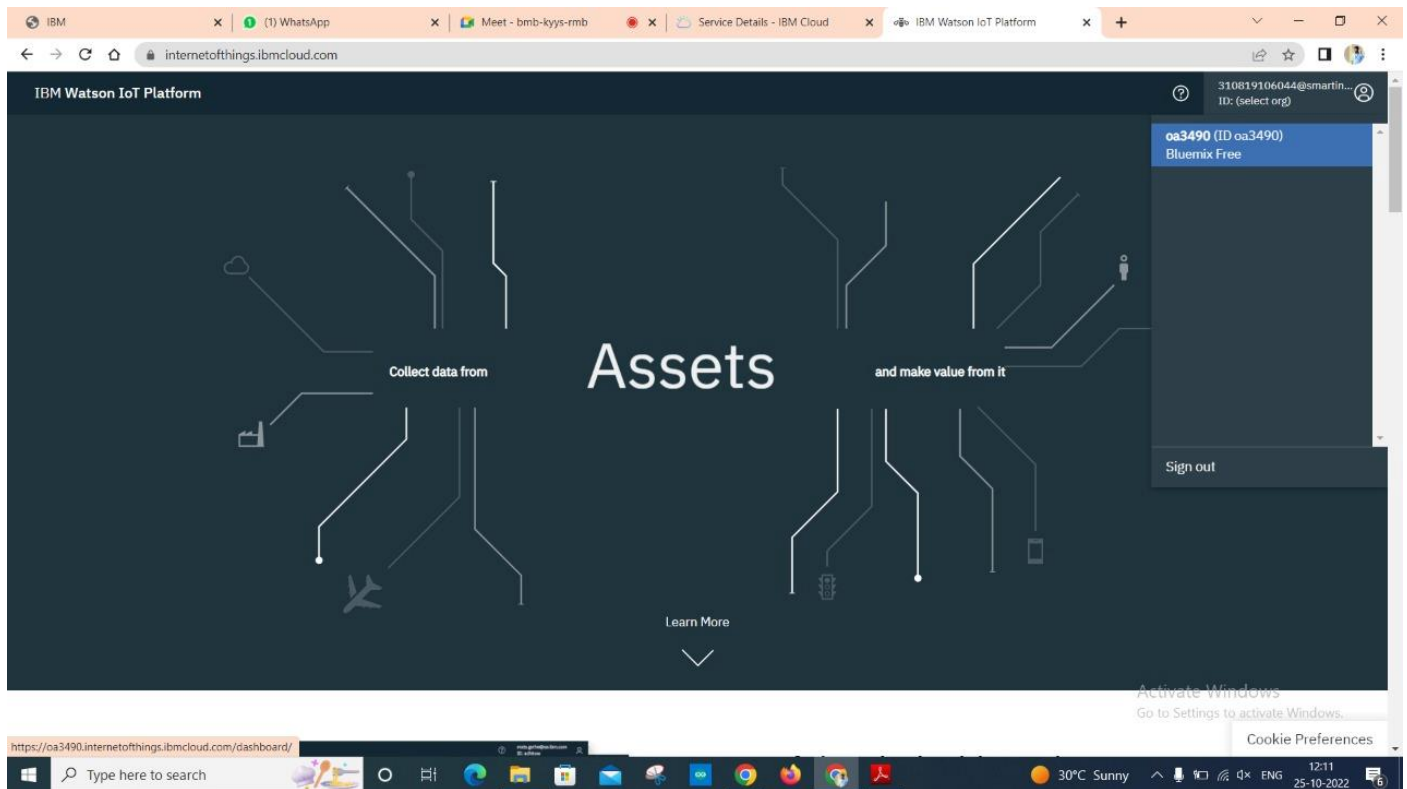 IBM
(1) WhatsApp
Meet - bmb-kyys-rmb
Service Details - IBM Cloud
IBM Watson IoT Platform
internetofthings.ibmcloud.com
IBM Watson IoT Platform
310819106044@smartin...
ID: (select org)
oa3490 (ID oa3490)
Bluemix Free
Sign out
Collect data from
Assets
and make value from it
Learn More
Activate Windows
Go to Settings to activate Windows.
Cookie Preferences
https://oa3490.internetofthings.ibmcloud.com/dashboard/
Type here to search
30°C Sunny
ENG
12:11
25-10-2022
6